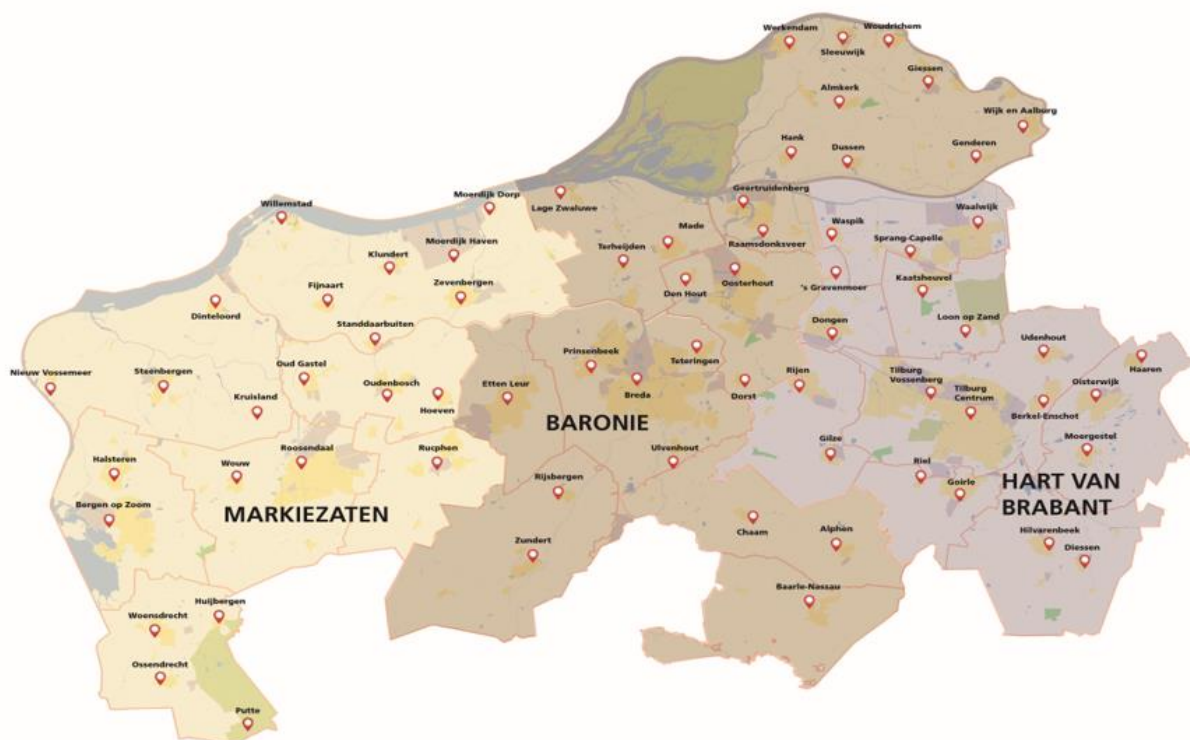 Werkendam
Sleeuwijk
Woudrichem
Giessen
Almkerk
Wijk en Aalburg
Hank
Dussen
Genderen
Moerdijk Dorp
Lage Zwaluwe
Geertruidenberg
Willemstad
Waspik
Waalwijk
Made
Raamsdonksveer
Sprang-Capelle
Moerdijk Haven
Klundert
Terheijden
Den Hout
Oosterhout
's Gravenmoer
Kaatsheuvel
Zevenbergen
Fijnaart
Dinteloord
Standdaarbuiten
Dongen
Loon op Zand
Udenhout
Haaren
Prinsenbeek
Teteringen
Oud Gastel
Nieuw Vossemeer
Steenbergen
Oudenbosch
Hoeven
Etten Leur
Breda
Dorst
Rijen
Tilburg
Vossenberg
Tilburg
Centrum
Oisterwijk
Berkel-Enschot
Kruisland
BARONIE
Moergestel
Gilze
Ulvenhout
Roosendaal
Wouw
Rucphen
Halsteren
Riel
Goirle
HART VAN
BRABANT
Rijsbergen
Bergen op Zoom
MARKIEZATEN
Chaam
Alphen
Hilvarenbeek
Diessen
Zundert
Baarle-Nassau
Huijbergen
Woensdrecht
Ossendrecht
Putte